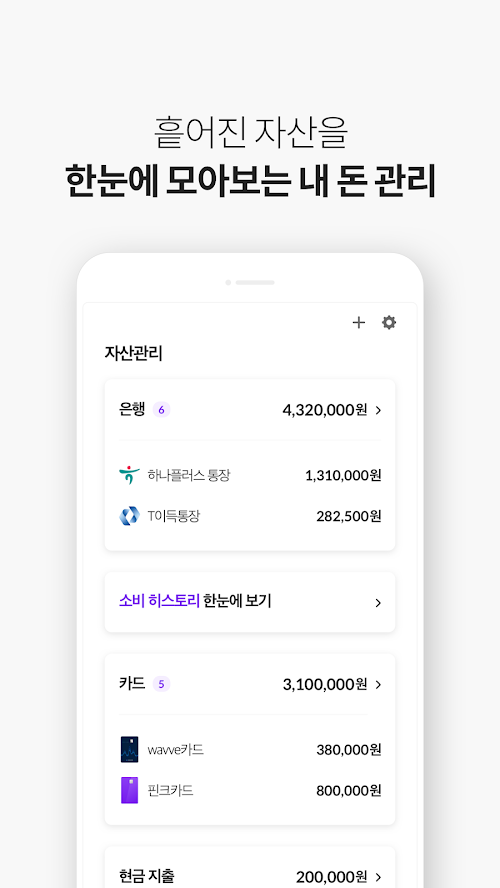 흩어진 자산을
한눈에 모아보는 내 돈 관리
자산관리
은행 6 4,320,000원
하나플러스 통장 1,310,000원
T이득통장 282,500원
소비 히스토리 한눈에 보기
카드 5 3,100,000원
wavve카드 380,000원
핀크카드 800,000원
현금 지출 200,000원